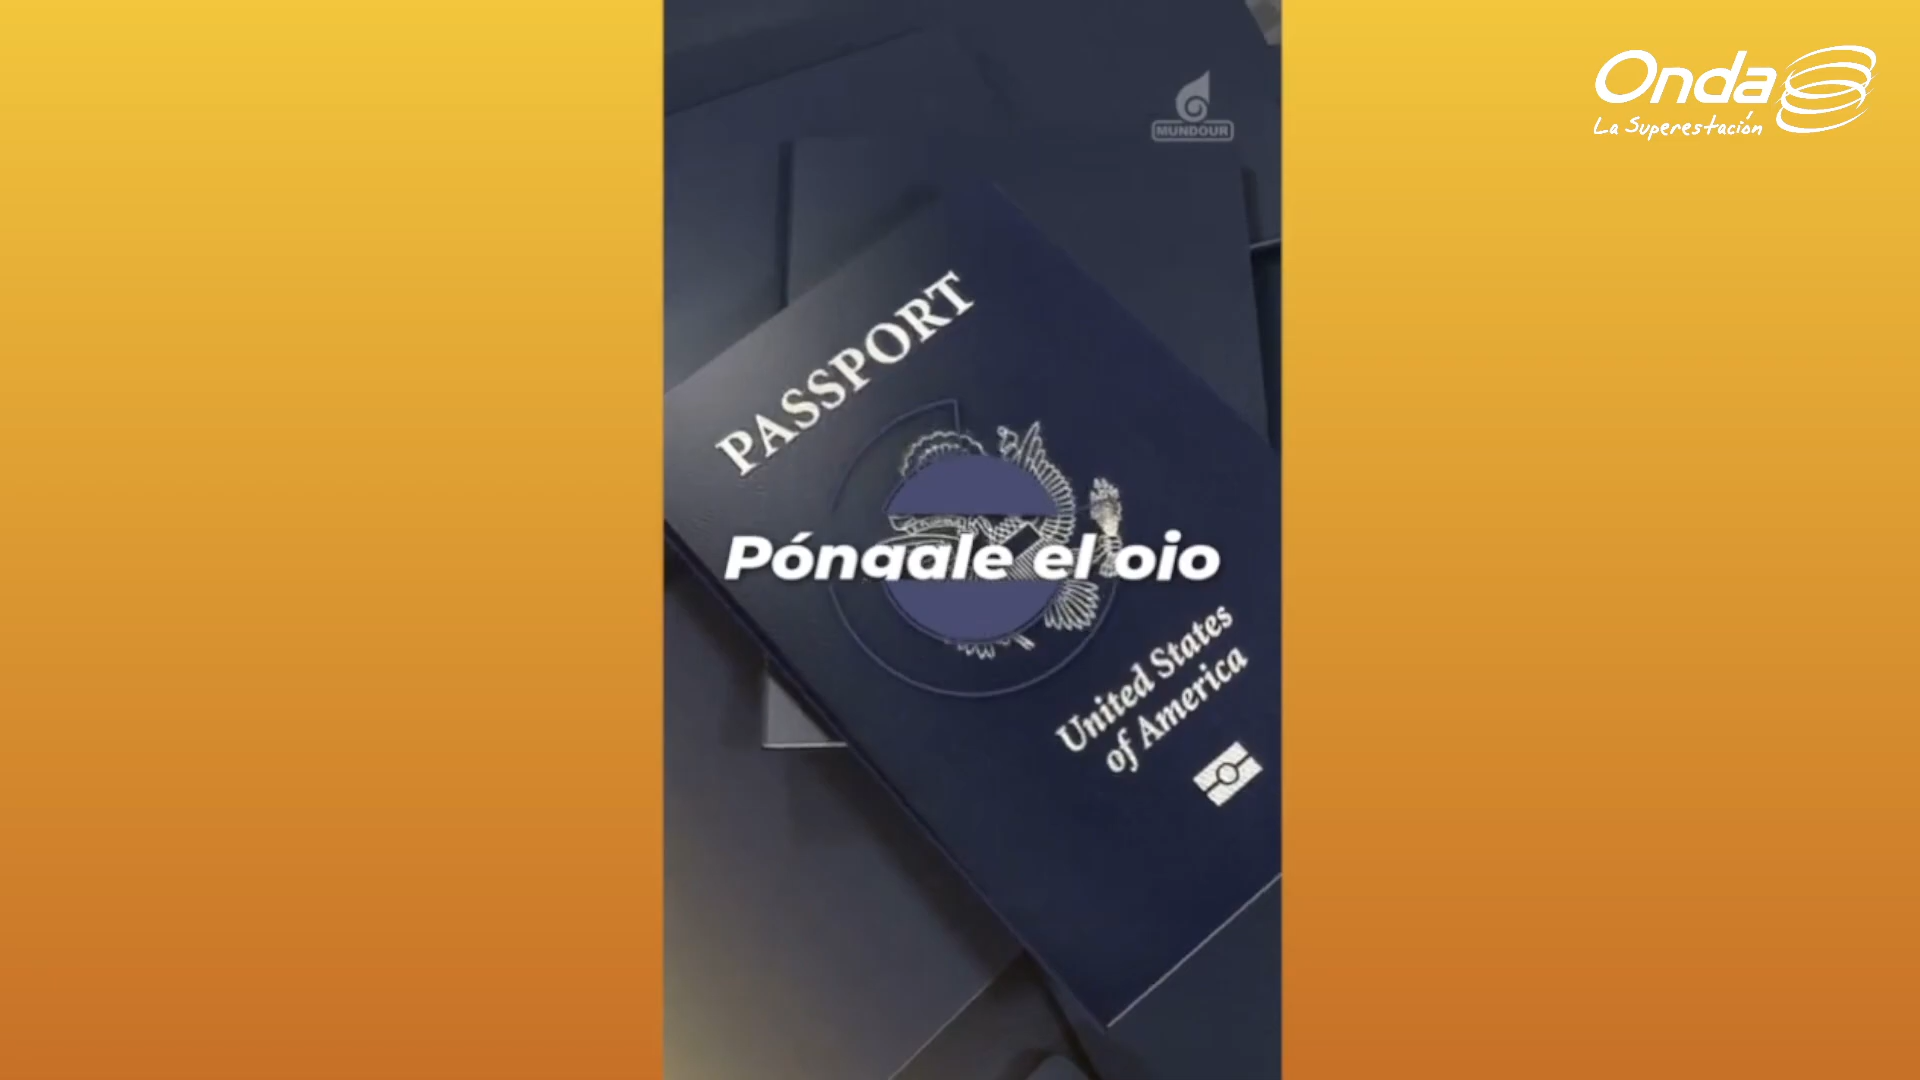 Onda
La Superestación
MUNDOUR
PASSPORT
Póngale el ojo
United States
of America